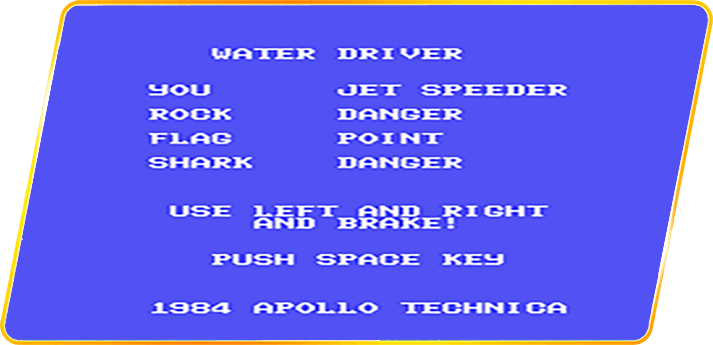 WATER DRIVER
YOU JET SPEEDER
ROCK DANGER
FLAG POINT
SHARK DANGER
USE LEFT AND RIGHT
AND BRAKE!
PUSH SPACE KEY
1984 APOLLO TECHNICA